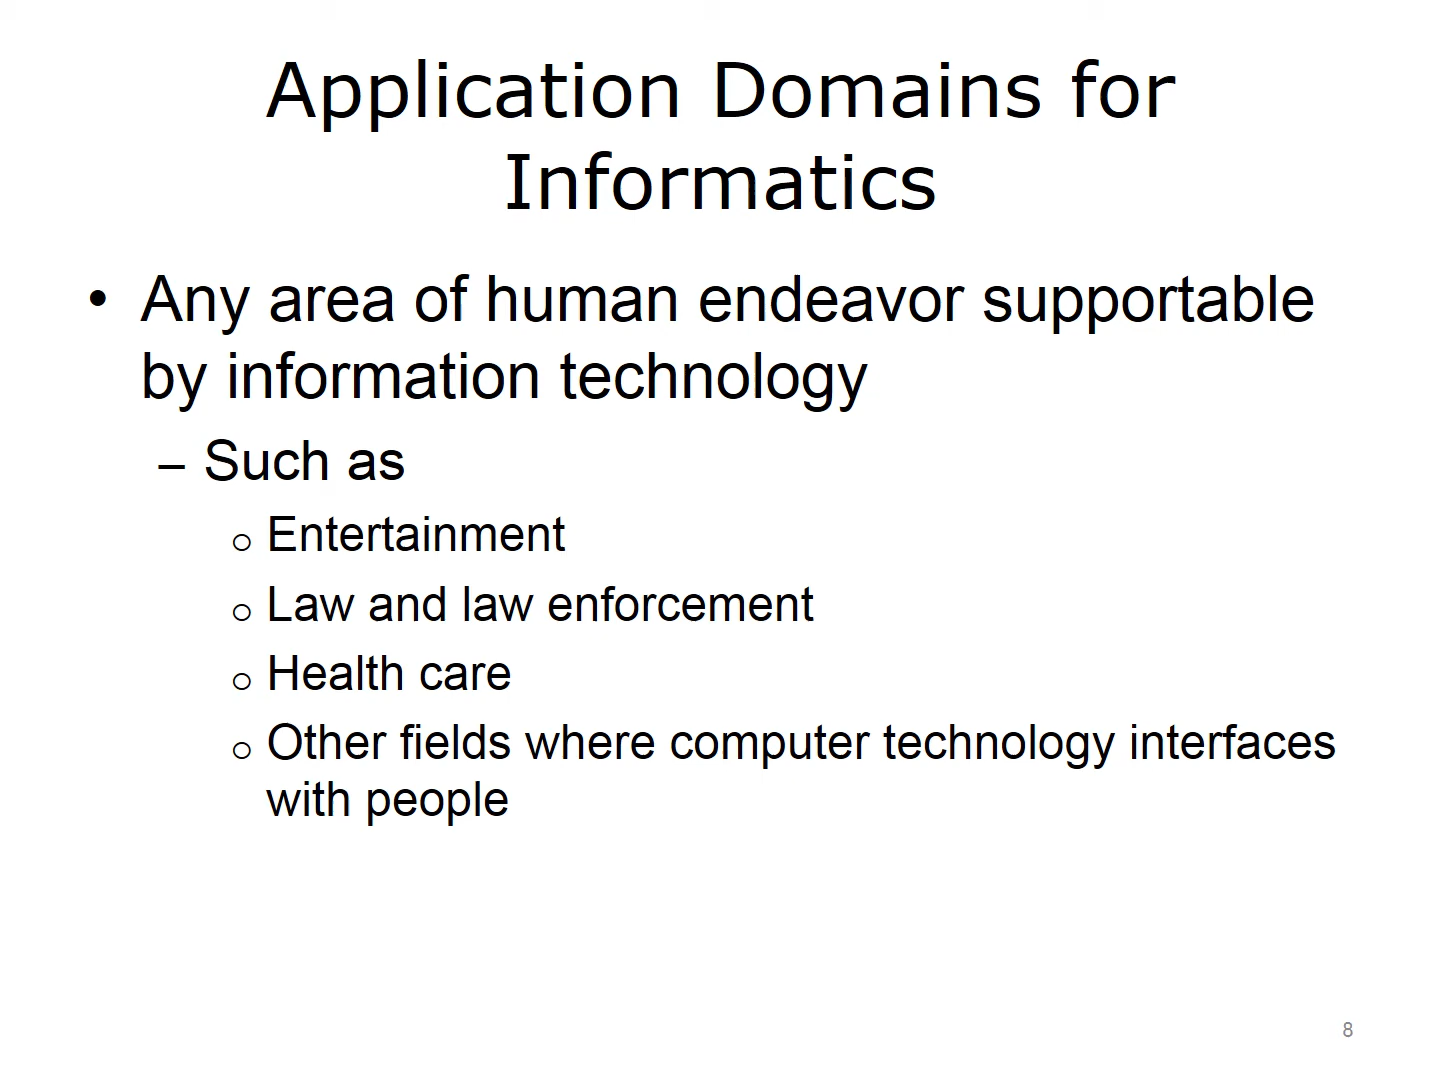 Application Domains for
Informatics
• Any area of human endeavor supportable
by information technology
– Such as
o Entertainment
o Law and law enforcement
o Health care
o Other fields where computer technology interfaces
with people
8